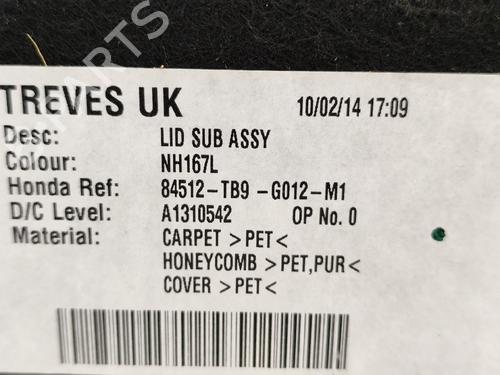 TREVES UK 10/02/14 17:09
Desc: LID SUB ASSY
Colour: NH167L
Honda Ref: 84512-TB9 -G012-M1
D/C Level: A1310542 OP No. 0
Material: CARPET >PET<
HONEYCOMB >PET,PUR<
COVER >PET<